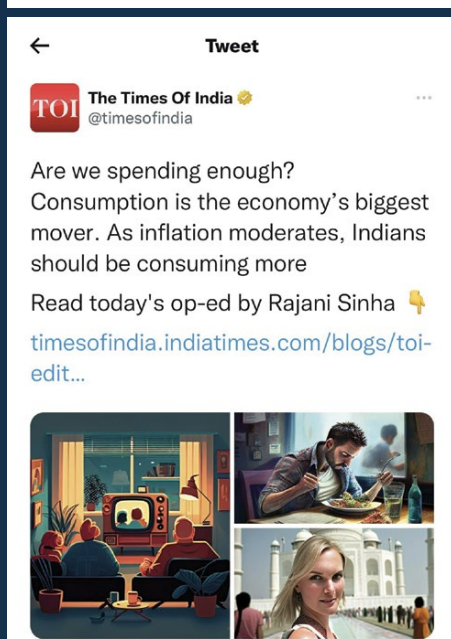 ←
Tweet
TOI
The Times Of India
@timesofindia
...
Are we spending enough?
Consumption is the economy’s biggest
mover. As inflation moderates, Indians
should be consuming more
Read today's op-ed by Rajani Sinha 👇
timesofindia.indiatimes.com/blogs/toi-
edit...